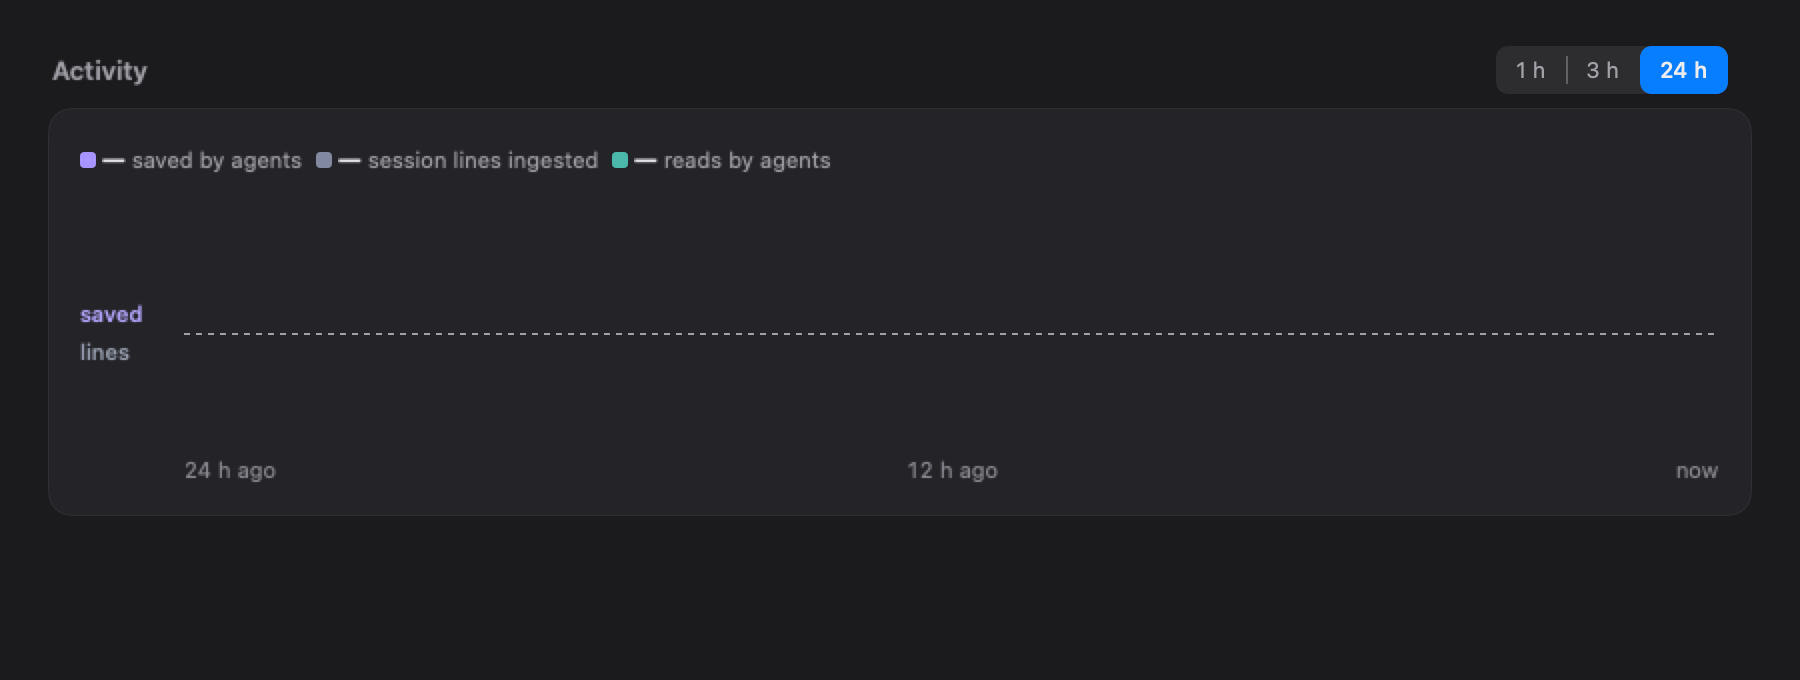 Activity
1 h | 3 h 24 h
— saved by agents — session lines ingested — reads by agents
saved
lines
24 h ago 12 h ago now